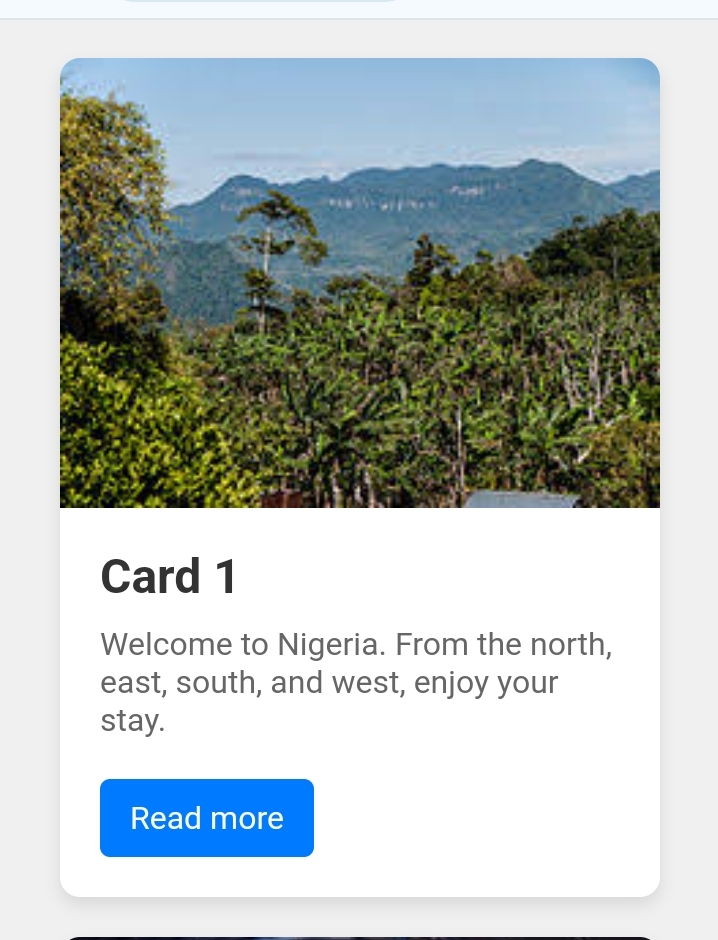 Card 1
Welcome to Nigeria. From the north,
east, south, and west, enjoy your
stay.
Read more